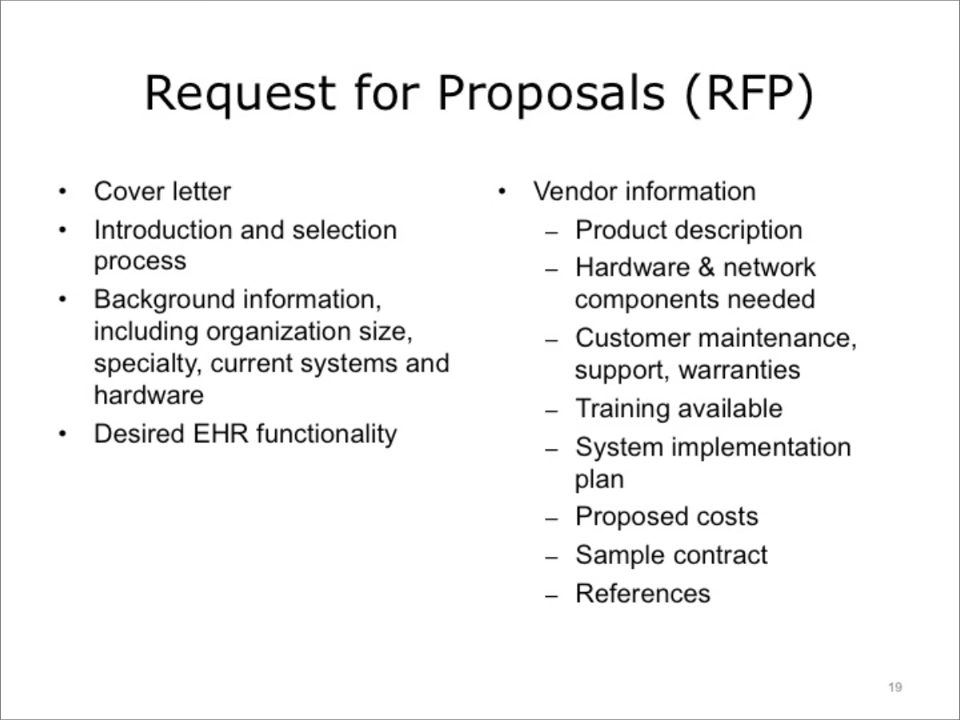 Request for Proposals (RFP)
• Cover letter
• Introduction and selection
process
• Background information,
including organization size,
specialty, current systems and
hardware
• Desired EHR functionality
• Vendor information
– Product description
– Hardware & network
components needed
– Customer maintenance,
support, warranties
– Training available
– System implementation
plan
– Proposed costs
– Sample contract
– References
19